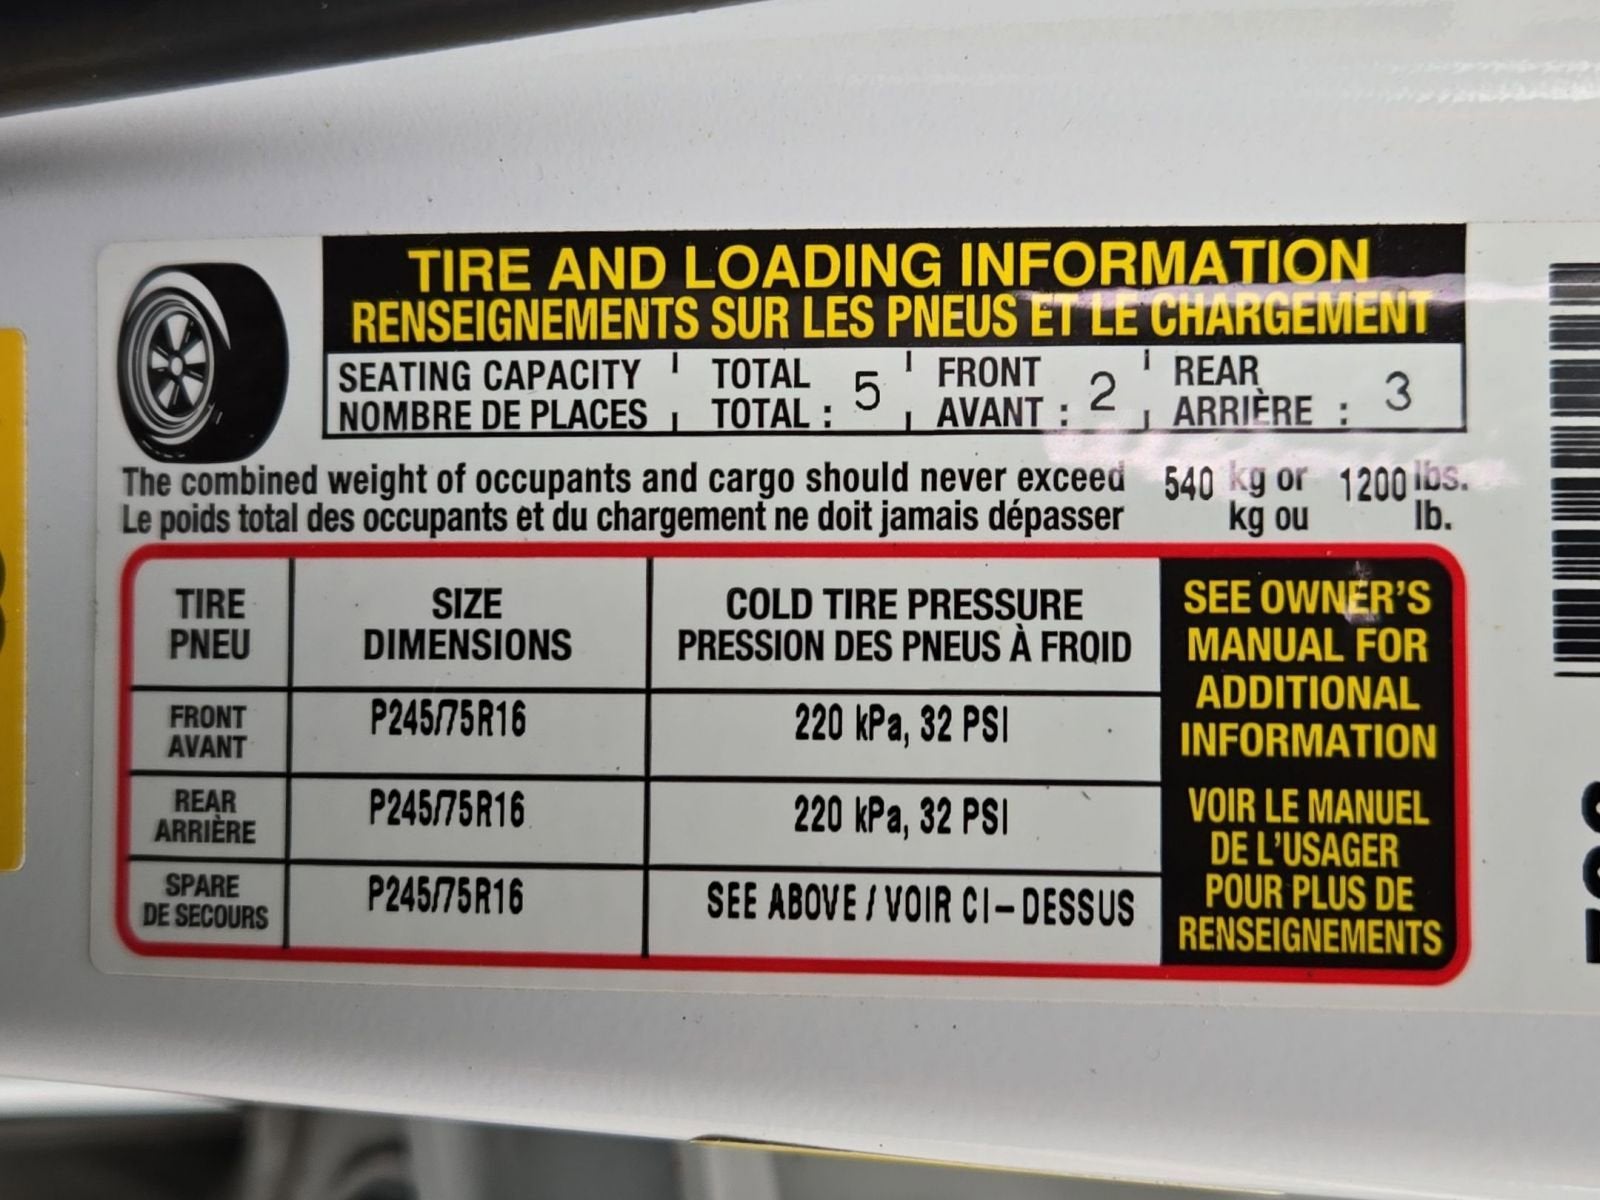 TIRE AND LOADING INFORMATION
RENSEIGNEMENTS SUR LES PNEUS ET LE CHARGEMENT
SEATING CAPACITY TOTAL FRONT REAR
NOMBRE DE PLACES TOTAL : 5 AVANT : 2 ARRIÈRE : 3
The combined weight of occupants and cargo should never exceed 540 kg or 1200 lbs.
Le poids total des occupants et du chargement ne doit jamais dépasser kg ou lb.
TIRE SIZE COLD TIRE PRESSURE
PNEU DIMENSIONS PRESSION DES PNEUS À FROID
FRONT
AVANT
P245/75R16 220 kPa, 32 PSI
REAR
ARRIÈRE
P245/75R16 220 kPa, 32 PSI
SPARE
DE SECOURS
P245/75R16 SEE ABOVE / VOIR CI–DESSUS
SEE OWNER'S
MANUAL FOR
ADDITIONAL
INFORMATION
VOIR LE MANUEL
DE L'USAGER
POUR PLUS DE
RENSEIGNEMENTS